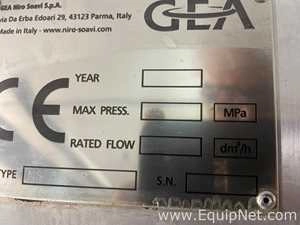 GEA Niro Soavi S.p.A.
via Da Erba Edoari 29, 43123 Parma, Italy
Made in Italy - www.niro-soavi.com
GEA
YEAR
CE
MAX PRESS. MPa
RATED FLOW dm³/h
TYPE S.N.
www.EquipNet.com